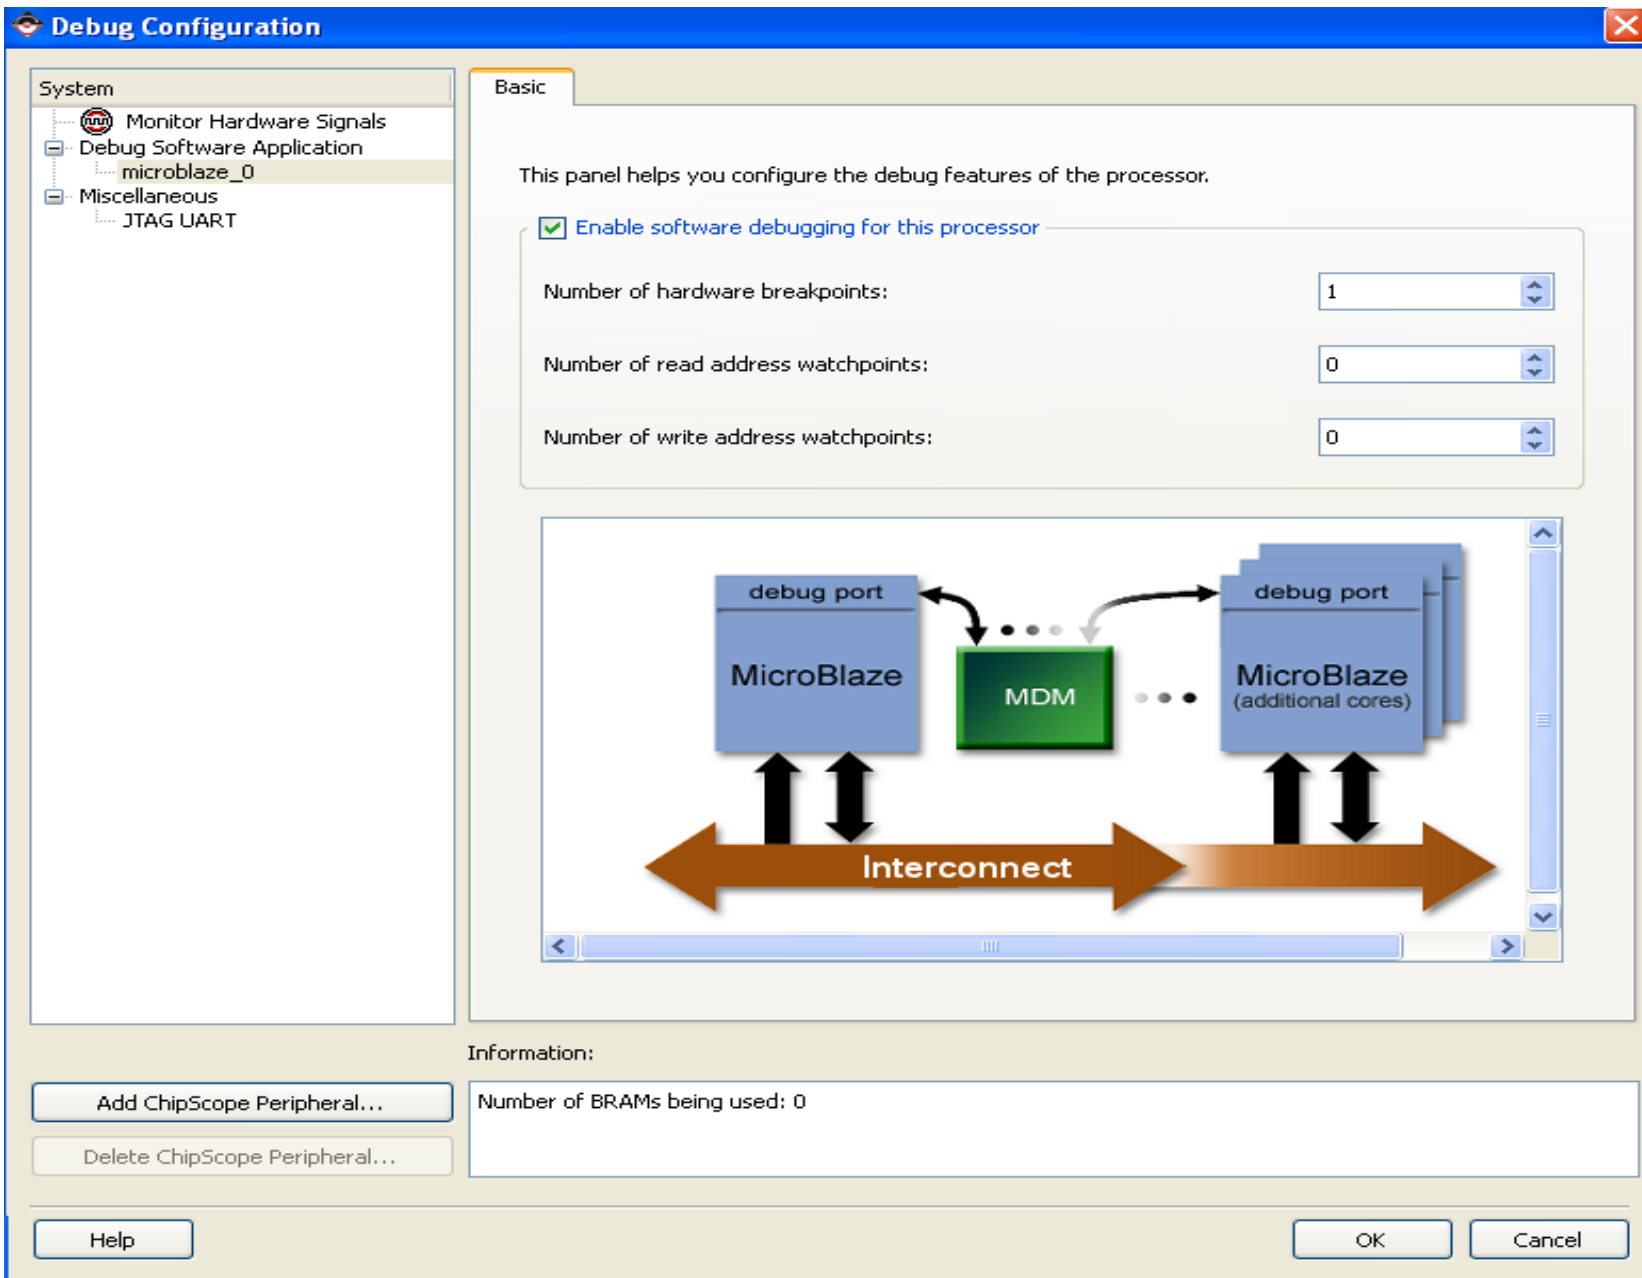 Debug Configuration
System
Monitor Hardware Signals
Debug Software Application
microblaze_0
Miscellaneous
JTAG UART
Basic
This panel helps you configure the debug features of the processor.
Enable software debugging for this processor
Number of hardware breakpoints: 1
Number of read address watchpoints: 0
Number of write address watchpoints: 0
debug port
MicroBlaze
MDM
debug port
MicroBlaze
(additional cores)
Interconnect
Information:
Number of BRAMs being used: 0
Add ChipScope Peripheral...
Delete ChipScope Peripheral...
Help
OK
Cancel